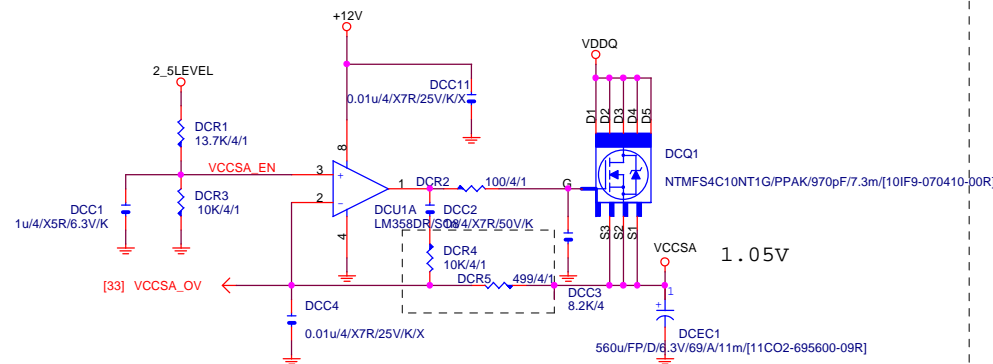 +12V
2_5LEVEL
VDDQ
DCC11
0.01u/4/X7R/25V/K/X
D1
D2
D3
D4
D5
DCR1
13.7K/4/1
8
DCQ1
VCCSA_EN
3
+
1
DCR2
100/4/1
G
NTMFS4C10NT1G/PPAK/970pF/7.3m/[10IF9-070410-00R]
DCR3
10K/4/1
2
-
DCC1
1u/4/X5R/6.3V/K
DCU1A
LM358DR/SO8
DCC2
/4/X7R/50V/K
4
S3
S2
S1
VCCSA
1.05V
DCR4
10K/4/1
[33] VCCSA_OV
DCR5
499/4/1
DCC3
8.2K/4
DCC4
0.01u/4/X7R/25V/K/X
+
1
DCEC1
560u/FP/D/6.3V/69/A/11m/[11CO2-695600-09R]